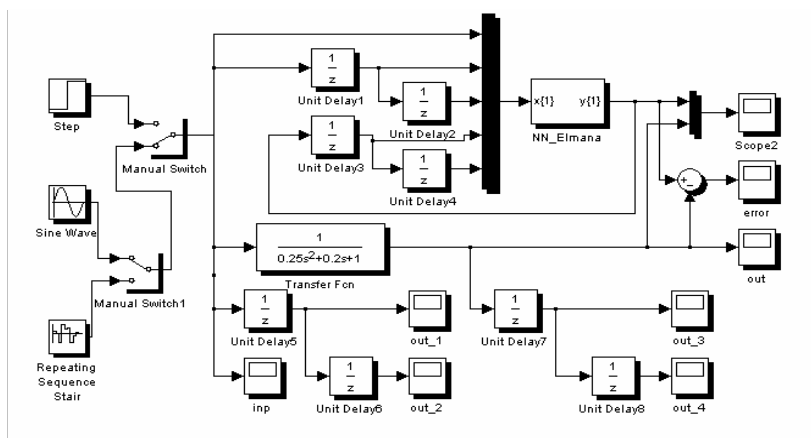 1
z
Unit Delay1
1
z
Unit Delay2
x{1} y{1}
NN_Elmana
Step
Manual Switch
1
z
Unit Delay3
1
z
Unit Delay4
Scope2
+
-
error
Sine Wave
Manual Switch1
1
0.25s²+0.2s+1
Transfer Fcn
out
1
z
Unit Delay5
out_1
1
z
Unit Delay7
out_3
Repeating
Sequence
Stair
inp
1
z
Unit Delay6
out_2
1
z
Unit Delay8
out_4